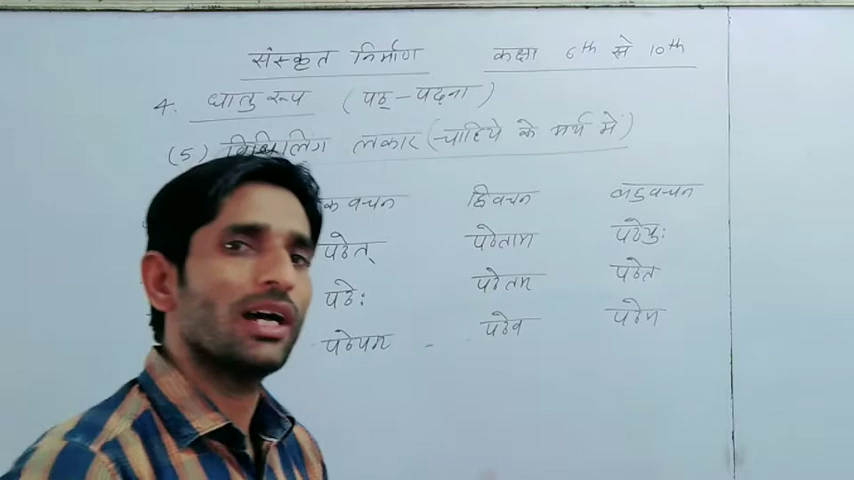 संस्कृत निर्माण कक्षा 6th से 10th
4. धातु रूप (पठ् - पढ़ना)
(5) विधिलिंग लकार (-चाहिये के अर्थ में)
क वचन द्विवचन बहुवचन
पठेत् पठेताम पठेयुः
पठेः पठेतम पठेत
पठेयम - पठेव पठेम